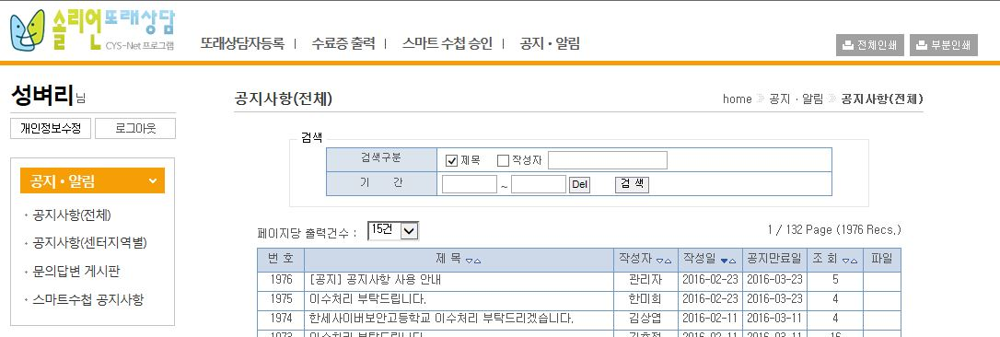 솔리언또래상담
CYS-Net 프로그램
또래상담자등록 | 수료증 출력 | 스마트 수첩 승인 | 공지·알림
전체인쇄 부분인쇄
성벼리님
개인정보수정 로그아웃
공지·알림
· 공지사항(전체)
· 공지사항(센터지역별)
· 문의답변 게시판
· 스마트수첩 공지사항
공지사항(전체)
home 공지·알림 공지사항(전체)
검색
검색구분 제목 작성자
기 간 ~ Del 검 색
페이지당 출력건수 : 15건
1 / 132 Page (1976 Recs.)
번 호 제 목 ▽△ 작성자 ▽△ 작성일 ▼△ 공지만료일 조 회 ▽△ 파일
1976 [공지] 공지사항 사용 안내 관리자 2016-02-23 2016-03-23 5
1975 이수처리 부탁드립니다. 한미희 2016-02-23 2016-03-23 4
1974 한세사이버보안고등학교 이수처리 부탁드리겠습니다. 김상엽 2016-02-11 2016-03-11 4
1973 이수처리 부탁드립니다. 2016-02-11 2016-03-11 16